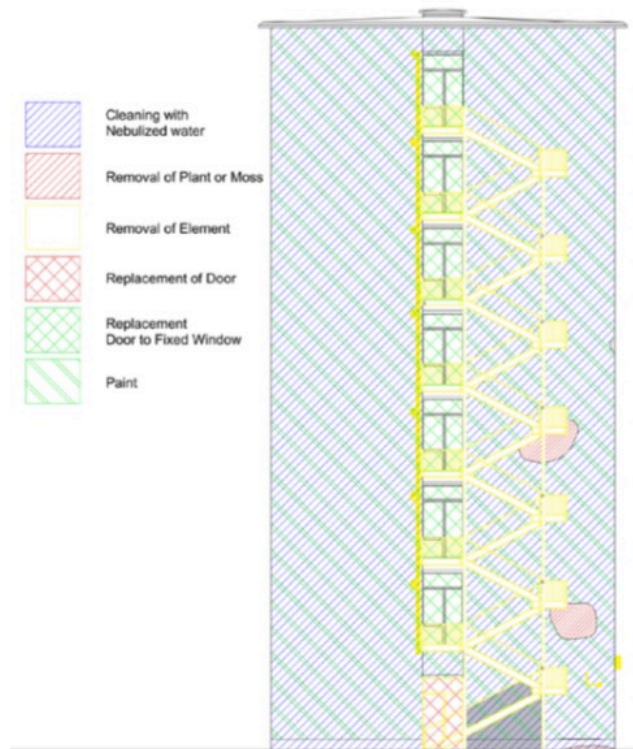 Cleaning with
Nebulized water
Removal of Plant or Moss
Removal of Element
Replacement of Door
Replacement
Door to Fixed Window
Paint